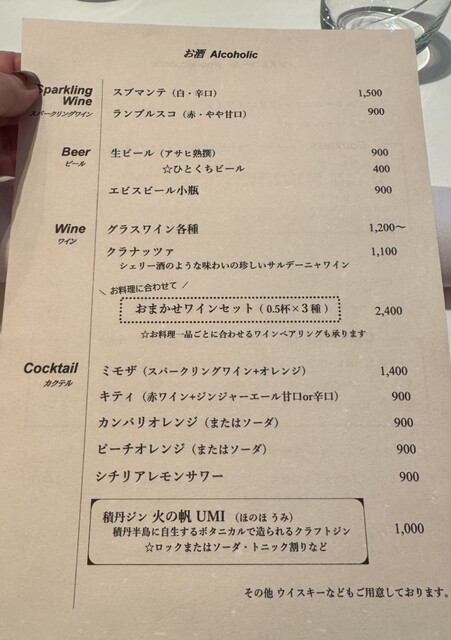 お酒 Alcoholic
Sparkling Wine
スパークリングワイン
スプマンテ（白・辛口） 1,500
ランブルスコ（赤・やや甘口） 900
Beer
ビール
生ビール（アサヒ熟撰） 900
☆ひとくちビール 400
エビスビール小瓶 900
Wine
ワイン
グラスワイン各種 1,200～
クラナッツァ 1,100
シェリー酒のような味わいの珍しいサルデーニャワイン
＼ お料理に合わせて ／
おまかせワインセット（0.5杯×3種） 2,400
☆お料理一品ごとに合わせるワインペアリングも承ります
Cocktail
カクテル
ミモザ（スパークリングワイン+オレンジ） 1,400
キティ（赤ワイン+ジンジャーエール甘口or辛口） 900
カンパリオレンジ（またはソーダ） 900
ピーチオレンジ（またはソーダ） 900
シチリアレモンサワー 900
積丹ジン 火の帆 UMI （ほのほ うみ）
積丹半島に自生するボタニカルで造られるクラフトジン 1,000
☆ロックまたはソーダ・トニック割りなど
その他 ウイスキーなどもご用意しております。